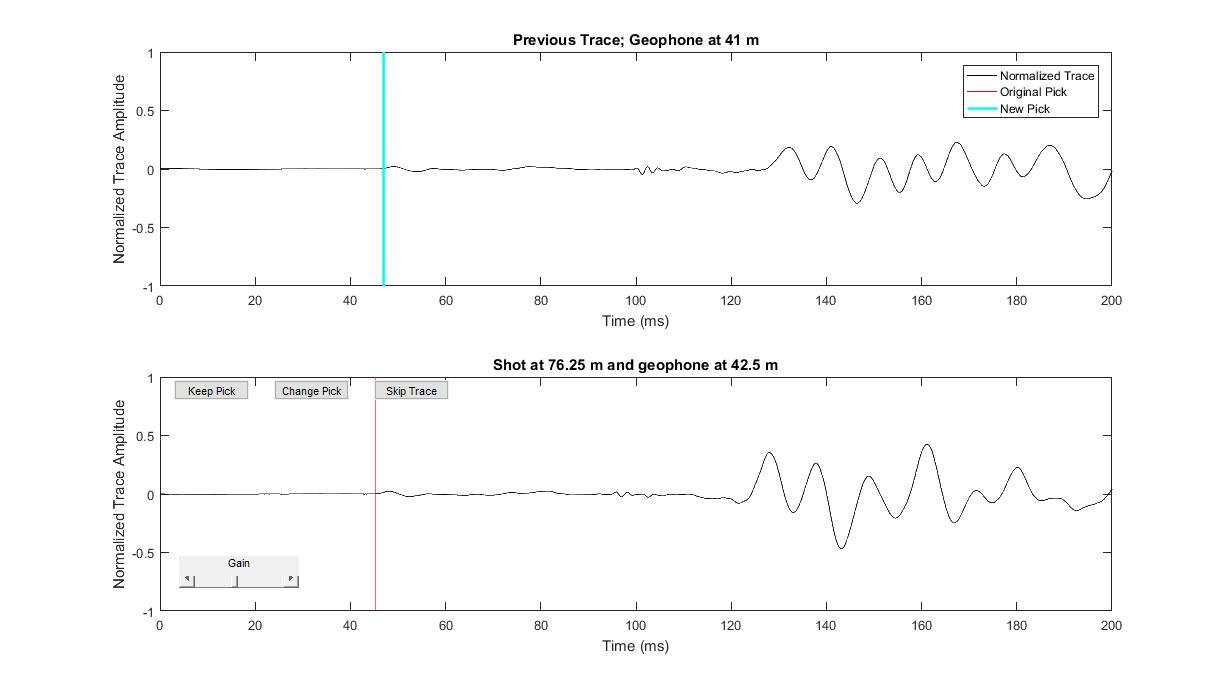 Previous Trace; Geophone at 41 m
Normalized Trace Amplitude
1
0.5
0
-0.5
-1
Normalized Trace
Original Pick
New Pick
0 20 40 60 80 100 120 140 160 180 200
Time (ms)
Shot at 76.25 m and geophone at 42.5 m
Normalized Trace Amplitude
1
0.5
0
-0.5
-1
Keep Pick Change Pick Skip Trace
Gain
0 20 40 60 80 100 120 140 160 180 200
Time (ms)